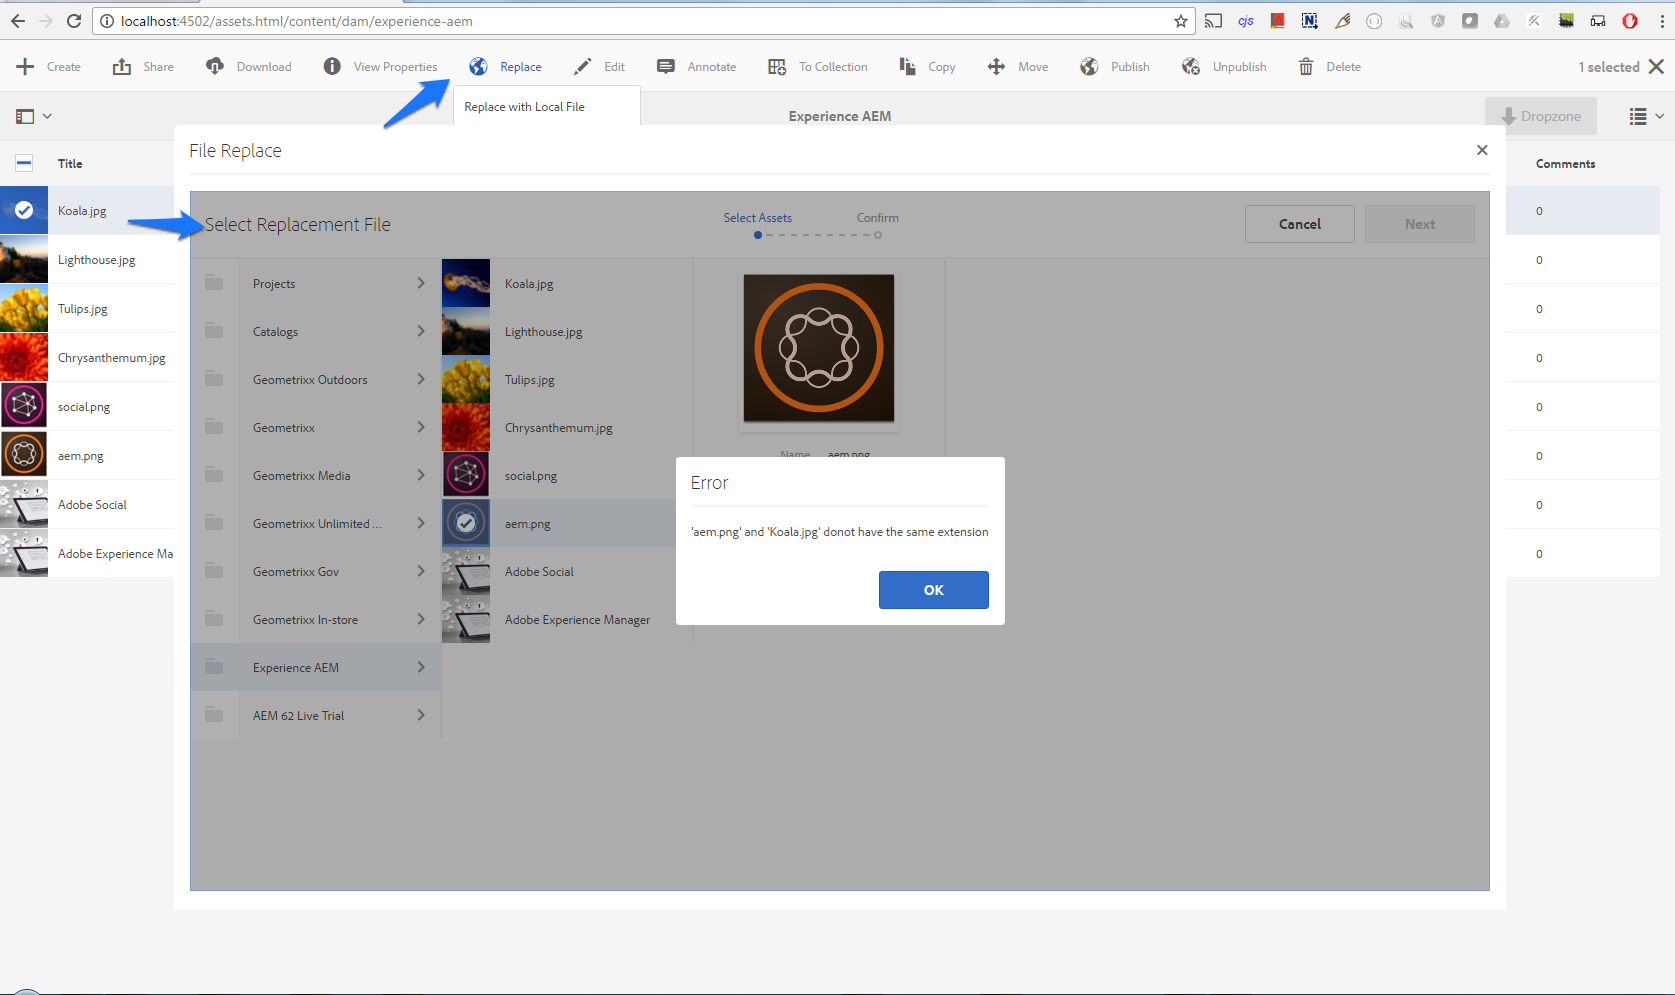 localhost:4502/assets.html/content/dam/experience-aem
cjs
Create Share Download View Properties Replace Edit Annotate To Collection Copy Move Publish Unpublish Delete 1 selected
Replace with Local File
Experience AEM
Dropzone
File Replace
Title
Comments
Koala.jpg
0
Lighthouse.jpg
0
Tulips.jpg
0
Chrysanthemum.jpg
0
social.png
0
aem.png
0
Adobe Social
0
Adobe Experience Ma
0
Select Replacement File
Select Assets
Confirm
Cancel
Next
Projects
Catalogs
Geometrixx Outdoors
Geometrixx
Geometrixx Media
Geometrixx Unlimited ...
Geometrixx Gov
Geometrixx In-store
Experience AEM
AEM 62 Live Trial
Koala.jpg
Lighthouse.jpg
Tulips.jpg
Chrysanthemum.jpg
social.png
aem.png
Adobe Social
Adobe Experience Manager
Name aem.png
Error
'aem.png' and 'Koala.jpg' donot have the same extension
OK